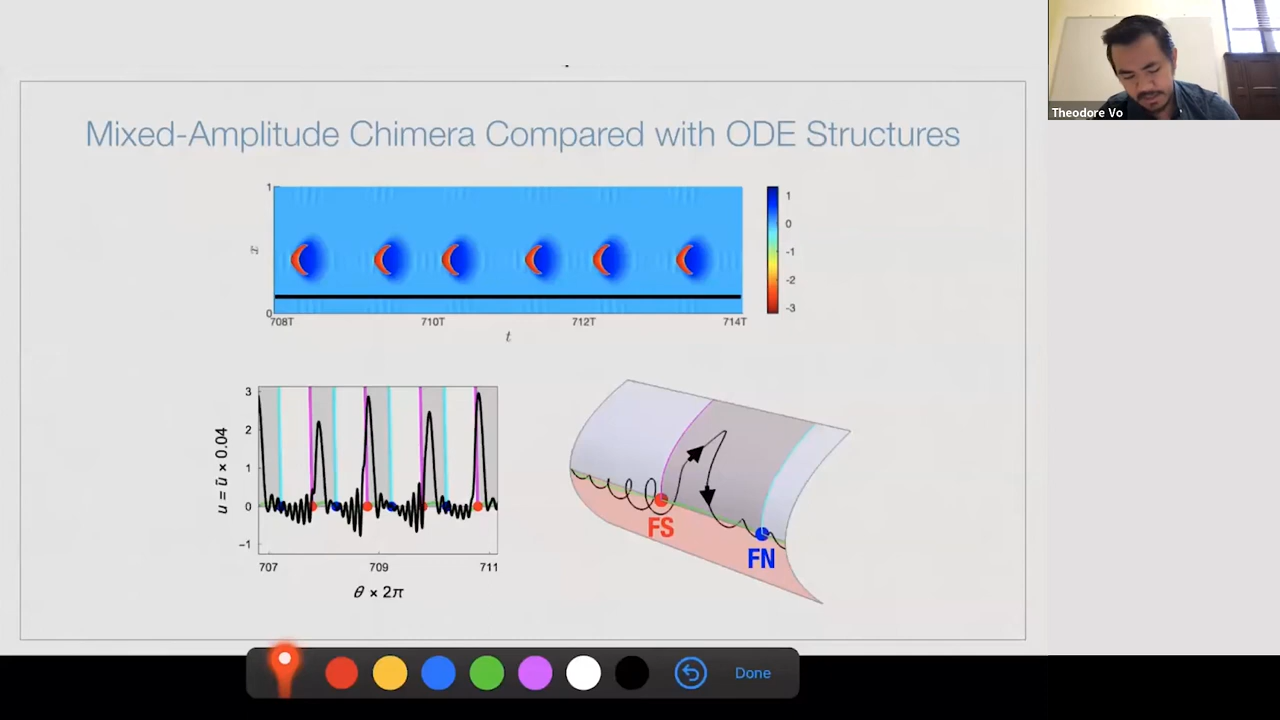 Theodore Vo
Mixed-Amplitude Chimera Compared with ODE Structures
1
x
0
708T 710T 712T 714T
t
1
0
-1
-2
-3
3
2
1
0
−1
u = ũ × 0.04
707 709 711
θ × 2π
FS
FN
Done